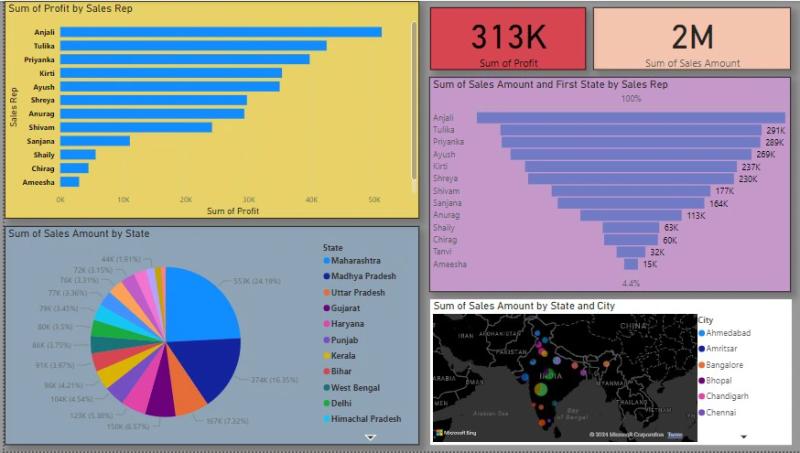 Sum of Profit by Sales Rep
Sales Rep
Anjali
Tulika
Priyanka
Kirti
Ayush
Shreya
Anurag
Shivam
Sanjana
Shaily
Chirag
Ameesha
0K 10K 20K 30K 40K 50K
Sum of Profit
313K
Sum of Profit
2M
Sum of Sales Amount
Sum of Sales Amount and First State by Sales Rep
100%
Anjali
Tulika 291K
Priyanka 289K
Ayush 269K
Kirti 237K
Shreya 230K
Shivam 177K
Sanjana 164K
Anurag 113K
Shaily 63K
Chirag 60K
Tanvi 32K
Ameesha 15K
4.4%
Sum of Sales Amount by State
44K (1.91%)
72K (3.15%)
76K (3.31%)
77K (3.36%)
79K (3.45%)
80K (3.5%)
86K (3.75%)
91K (3.97%)
96K (4.21%)
104K (4.54%)
123K (5.38%)
150K (6.57%)
167K (7.32%)
374K (16.35%)
553K (24.18%)
State
Maharashtra
Madhya Pradesh
Uttar Pradesh
Gujarat
Haryana
Punjab
Kerala
Bihar
West Bengal
Delhi
Himachal Pradesh
Sum of Sales Amount by State and City
CHINA
IRAN
AFGHANISTAN
PAKISTAN
INDIA
OMAN
MYANMAR
THAILAND
VIETNAM
Arabian Sea
Bay
of Bengal
Microsoft Bing
© 2024 Microsoft Corporation Terms
City
Ahmedabad
Amritsar
Bangalore
Bhopal
Chandigarh
Chennai